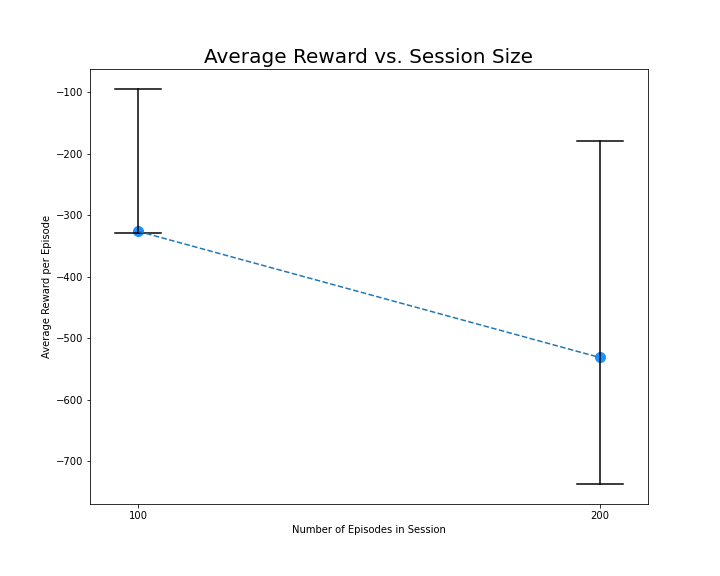 Average Reward vs. Session Size
−100
−200
−300
−400
−500
−600
−700
Average Reward per Episode
100 200
Number of Episodes in Session